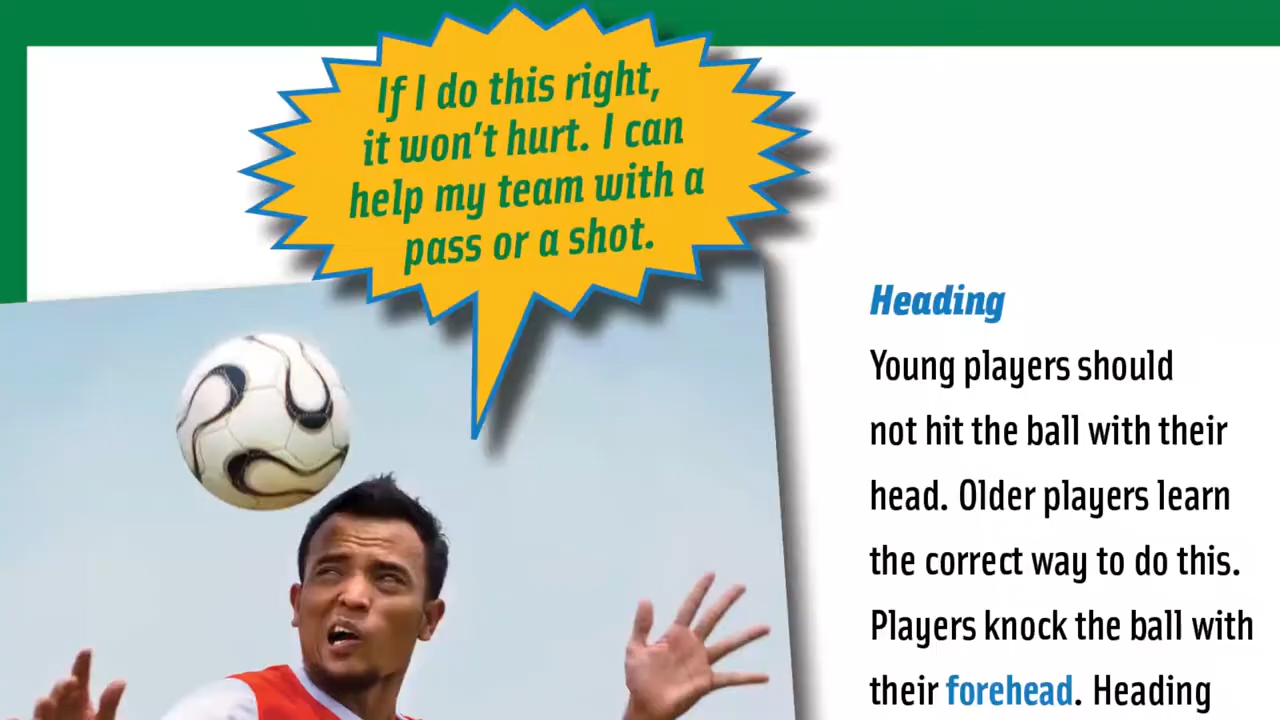 If I do this right,
it won't hurt. I can
help my team with a
pass or a shot.
Heading
Young players should
not hit the ball with their
head. Older players learn
the correct way to do this.
Players knock the ball with
their forehead. Heading